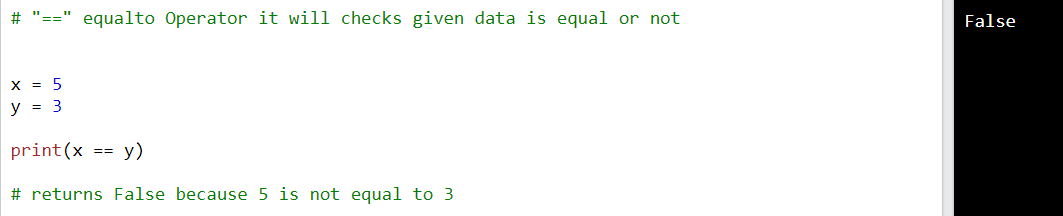 # "==" equalto Operator it will checks given data is equal or not
x = 5
y = 3
print(x == y)
# returns False because 5 is not equal to 3
False